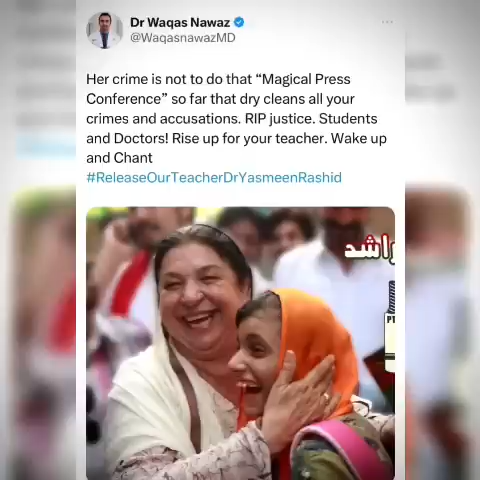 Dr Waqas Nawaz
@WaqasnawazMD
Her crime is not to do that “Magical Press
Conference” so far that dry cleans all your
crimes and accusations. RIP justice. Students
and Doctors! Rise up for your teacher. Wake up
and Chant
#ReleaseOurTeacherDrYasmeenRashid
راشد
PT